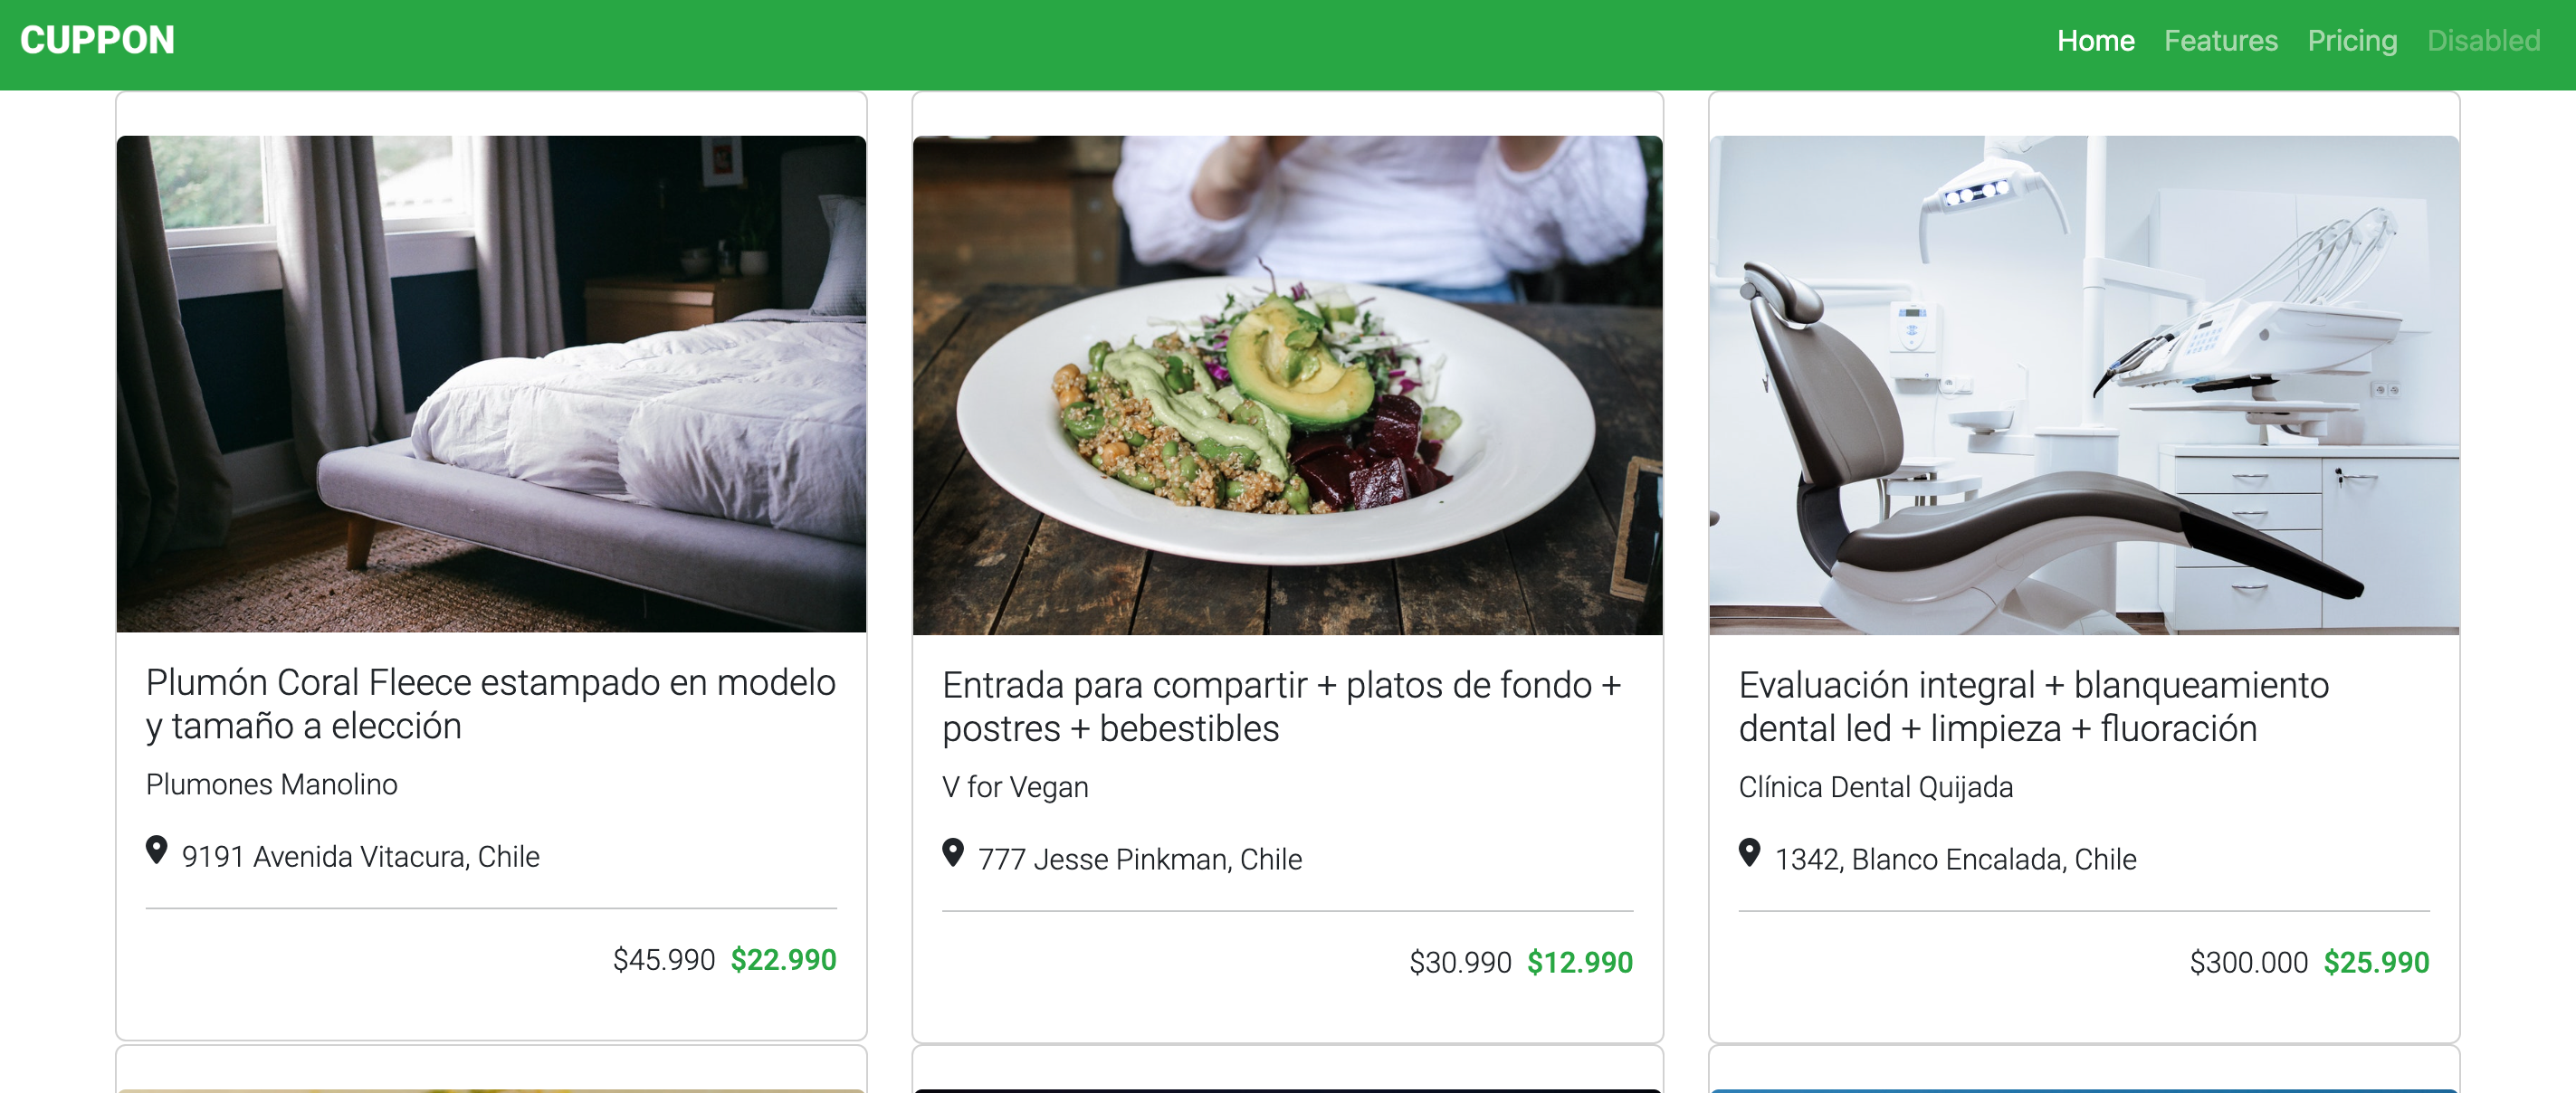 CUPPON
Home Features Pricing Disabled
Plumón Coral Fleece estampado en modelo
y tamaño a elección
Plumones Manolino
9191 Avenida Vitacura, Chile
$45.990 $22.990
Entrada para compartir + platos de fondo +
postres + bebestibles
V for Vegan
777 Jesse Pinkman, Chile
$30.990 $12.990
Evaluación integral + blanqueamiento
dental led + limpieza + fluoración
Clínica Dental Quijada
1342, Blanco Encalada, Chile
$300.000 $25.990